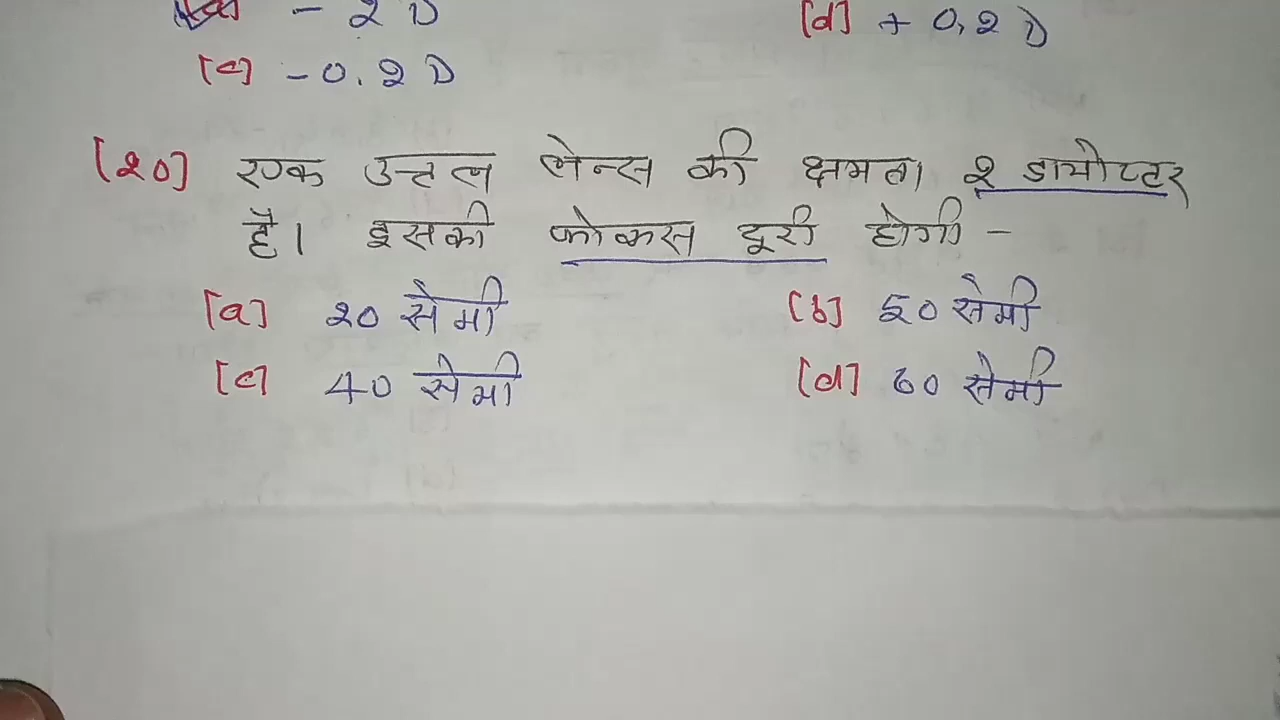 - 2 D
[d] + 0.2 D
[c] - 0.2 D
[20] एक उत्तल लेन्स की क्षमता 2 डायोप्टर
है। इसकी फोकस दूरी होगी -
[a] 20 सेमी [b] 50 सेमी
[c] 40 सेमी [d] 60 सेमी